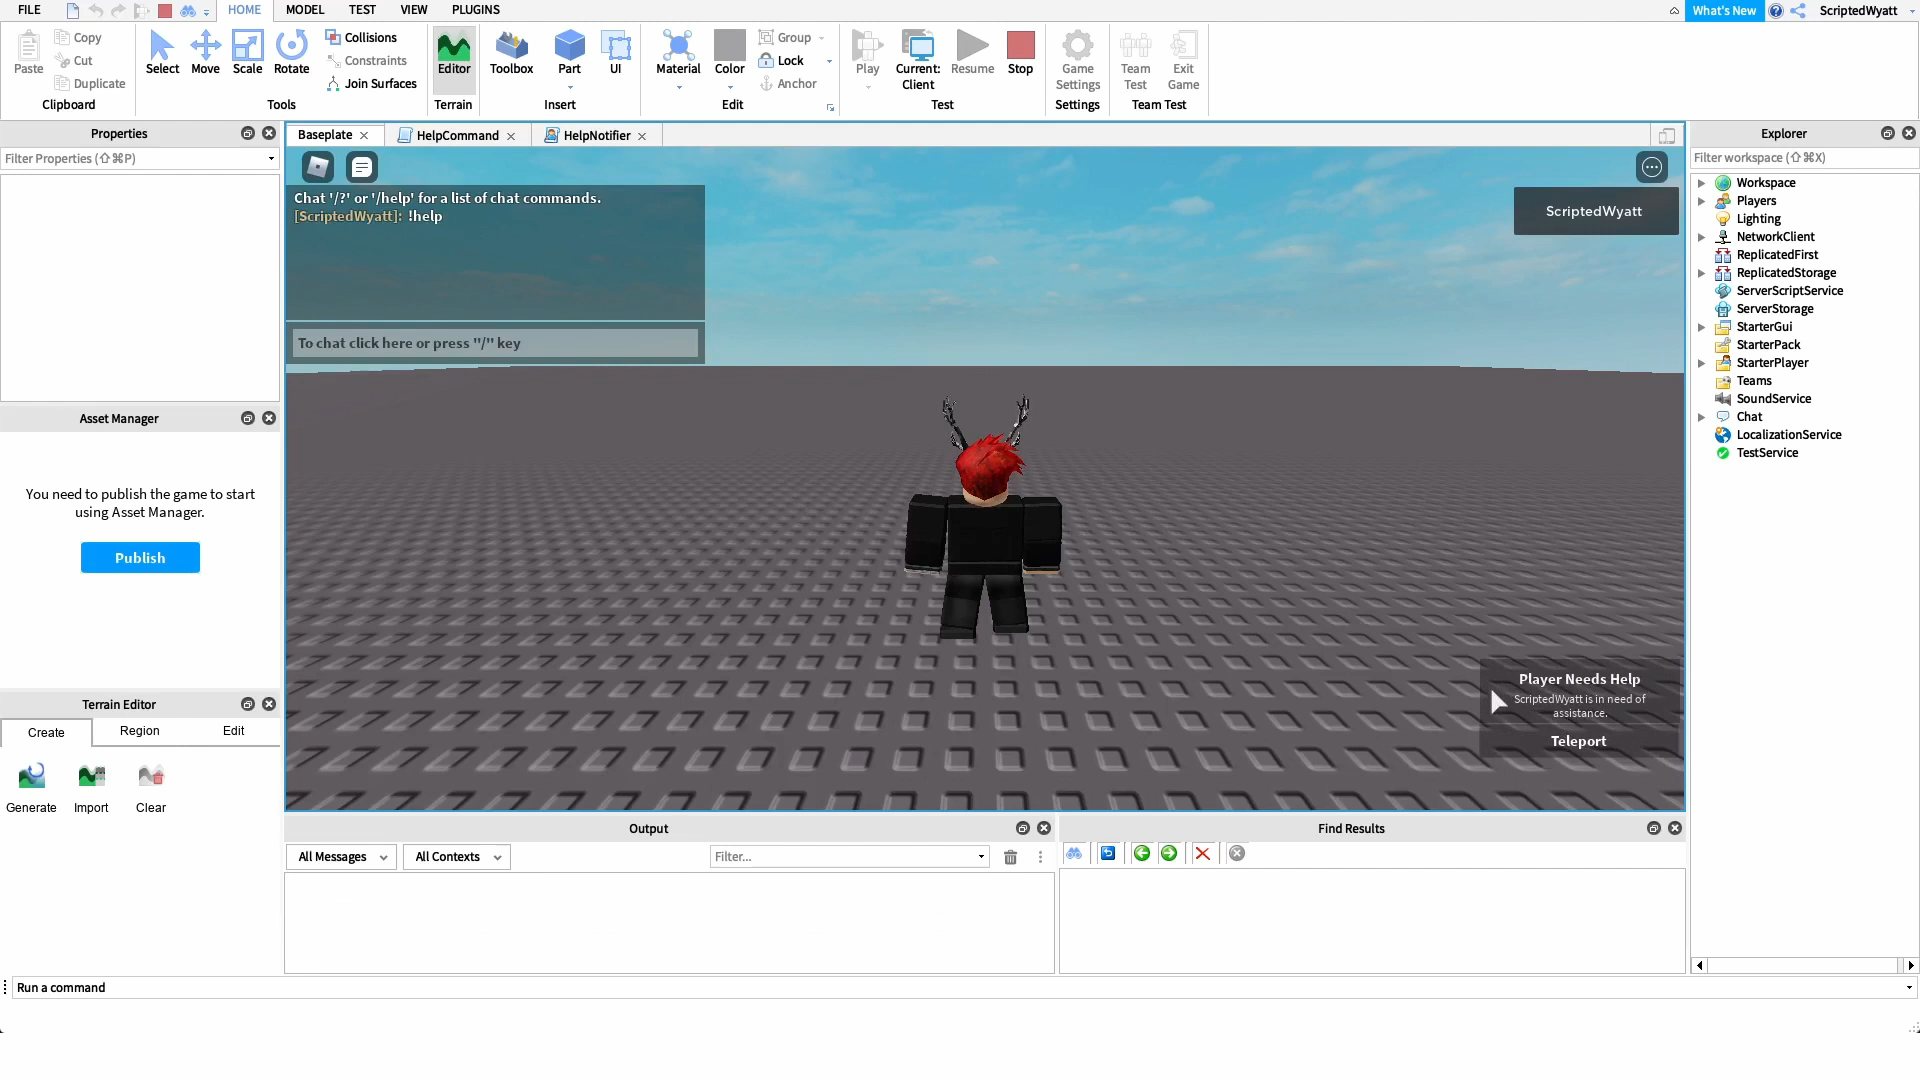 FILE
HOME
MODEL
TEST
VIEW
PLUGINS
What's New
ScriptedWyatt
Paste
Copy
Cut
Duplicate
Clipboard
Select
Move
Scale
Rotate
Collisions
Constraints
Join Surfaces
Tools
Editor
Terrain
Toolbox
Part
UI
Insert
Material
Color
Group
Lock
Anchor
Edit
Play
Current:
Client
Resume
Stop
Test
Game
Settings
Settings
Team
Test
Exit
Game
Team Test
Properties
Filter Properties (⇧⌘P)
Asset Manager
You need to publish the game to start
using Asset Manager.
Publish
Terrain Editor
Create
Region
Edit
Generate
Import
Clear
Baseplate
HelpCommand
HelpNotifier
Chat '/?' or '/help' for a list of chat commands.
[ScriptedWyatt]: !help
To chat click here or press "/" key
ScriptedWyatt
Player Needs Help
ScriptedWyatt is in need of
assistance.
Teleport
Explorer
Filter workspace (⇧⌘X)
Workspace
Players
Lighting
NetworkClient
ReplicatedFirst
ReplicatedStorage
ServerScriptService
ServerStorage
StarterGui
StarterPack
StarterPlayer
Teams
SoundService
Chat
LocalizationService
TestService
Output
All Messages
All Contexts
Filter...
Find Results
Run a command